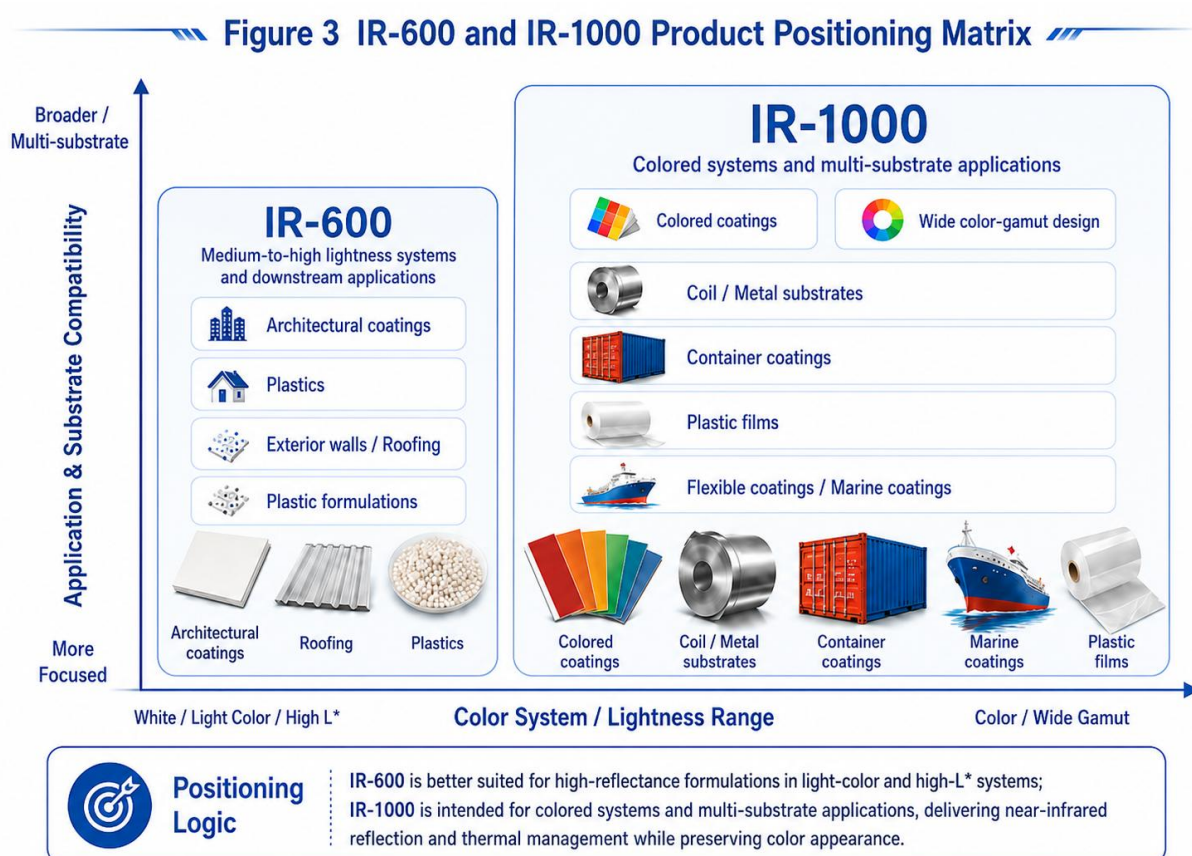 Figure 3 IR-600 and IR-1000 Product Positioning Matrix
Broader /
Multi-substrate
Application & Substrate Compatibility
More
Focused
IR-600
Medium-to-high lightness systems
and downstream applications
Architectural coatings
Plastics
Exterior walls / Roofing
Plastic formulations
Architectural
coatings
Roofing
Plastics
IR-1000
Colored systems and multi-substrate applications
Colored coatings
Wide color-gamut design
Coil / Metal substrates
Container coatings
Plastic films
Flexible coatings / Marine coatings
Colored
coatings
Coil / Metal
substrates
Container
coatings
Marine
coatings
Plastic
films
White / Light Color / High L*
Color System / Lightness Range
Color / Wide Gamut
Positioning
Logic
IR-600 is better suited for high-reflectance formulations in light-color and high-L* systems;
IR-1000 is intended for colored systems and multi-substrate applications, delivering near-infrared
reflection and thermal management while preserving color appearance.